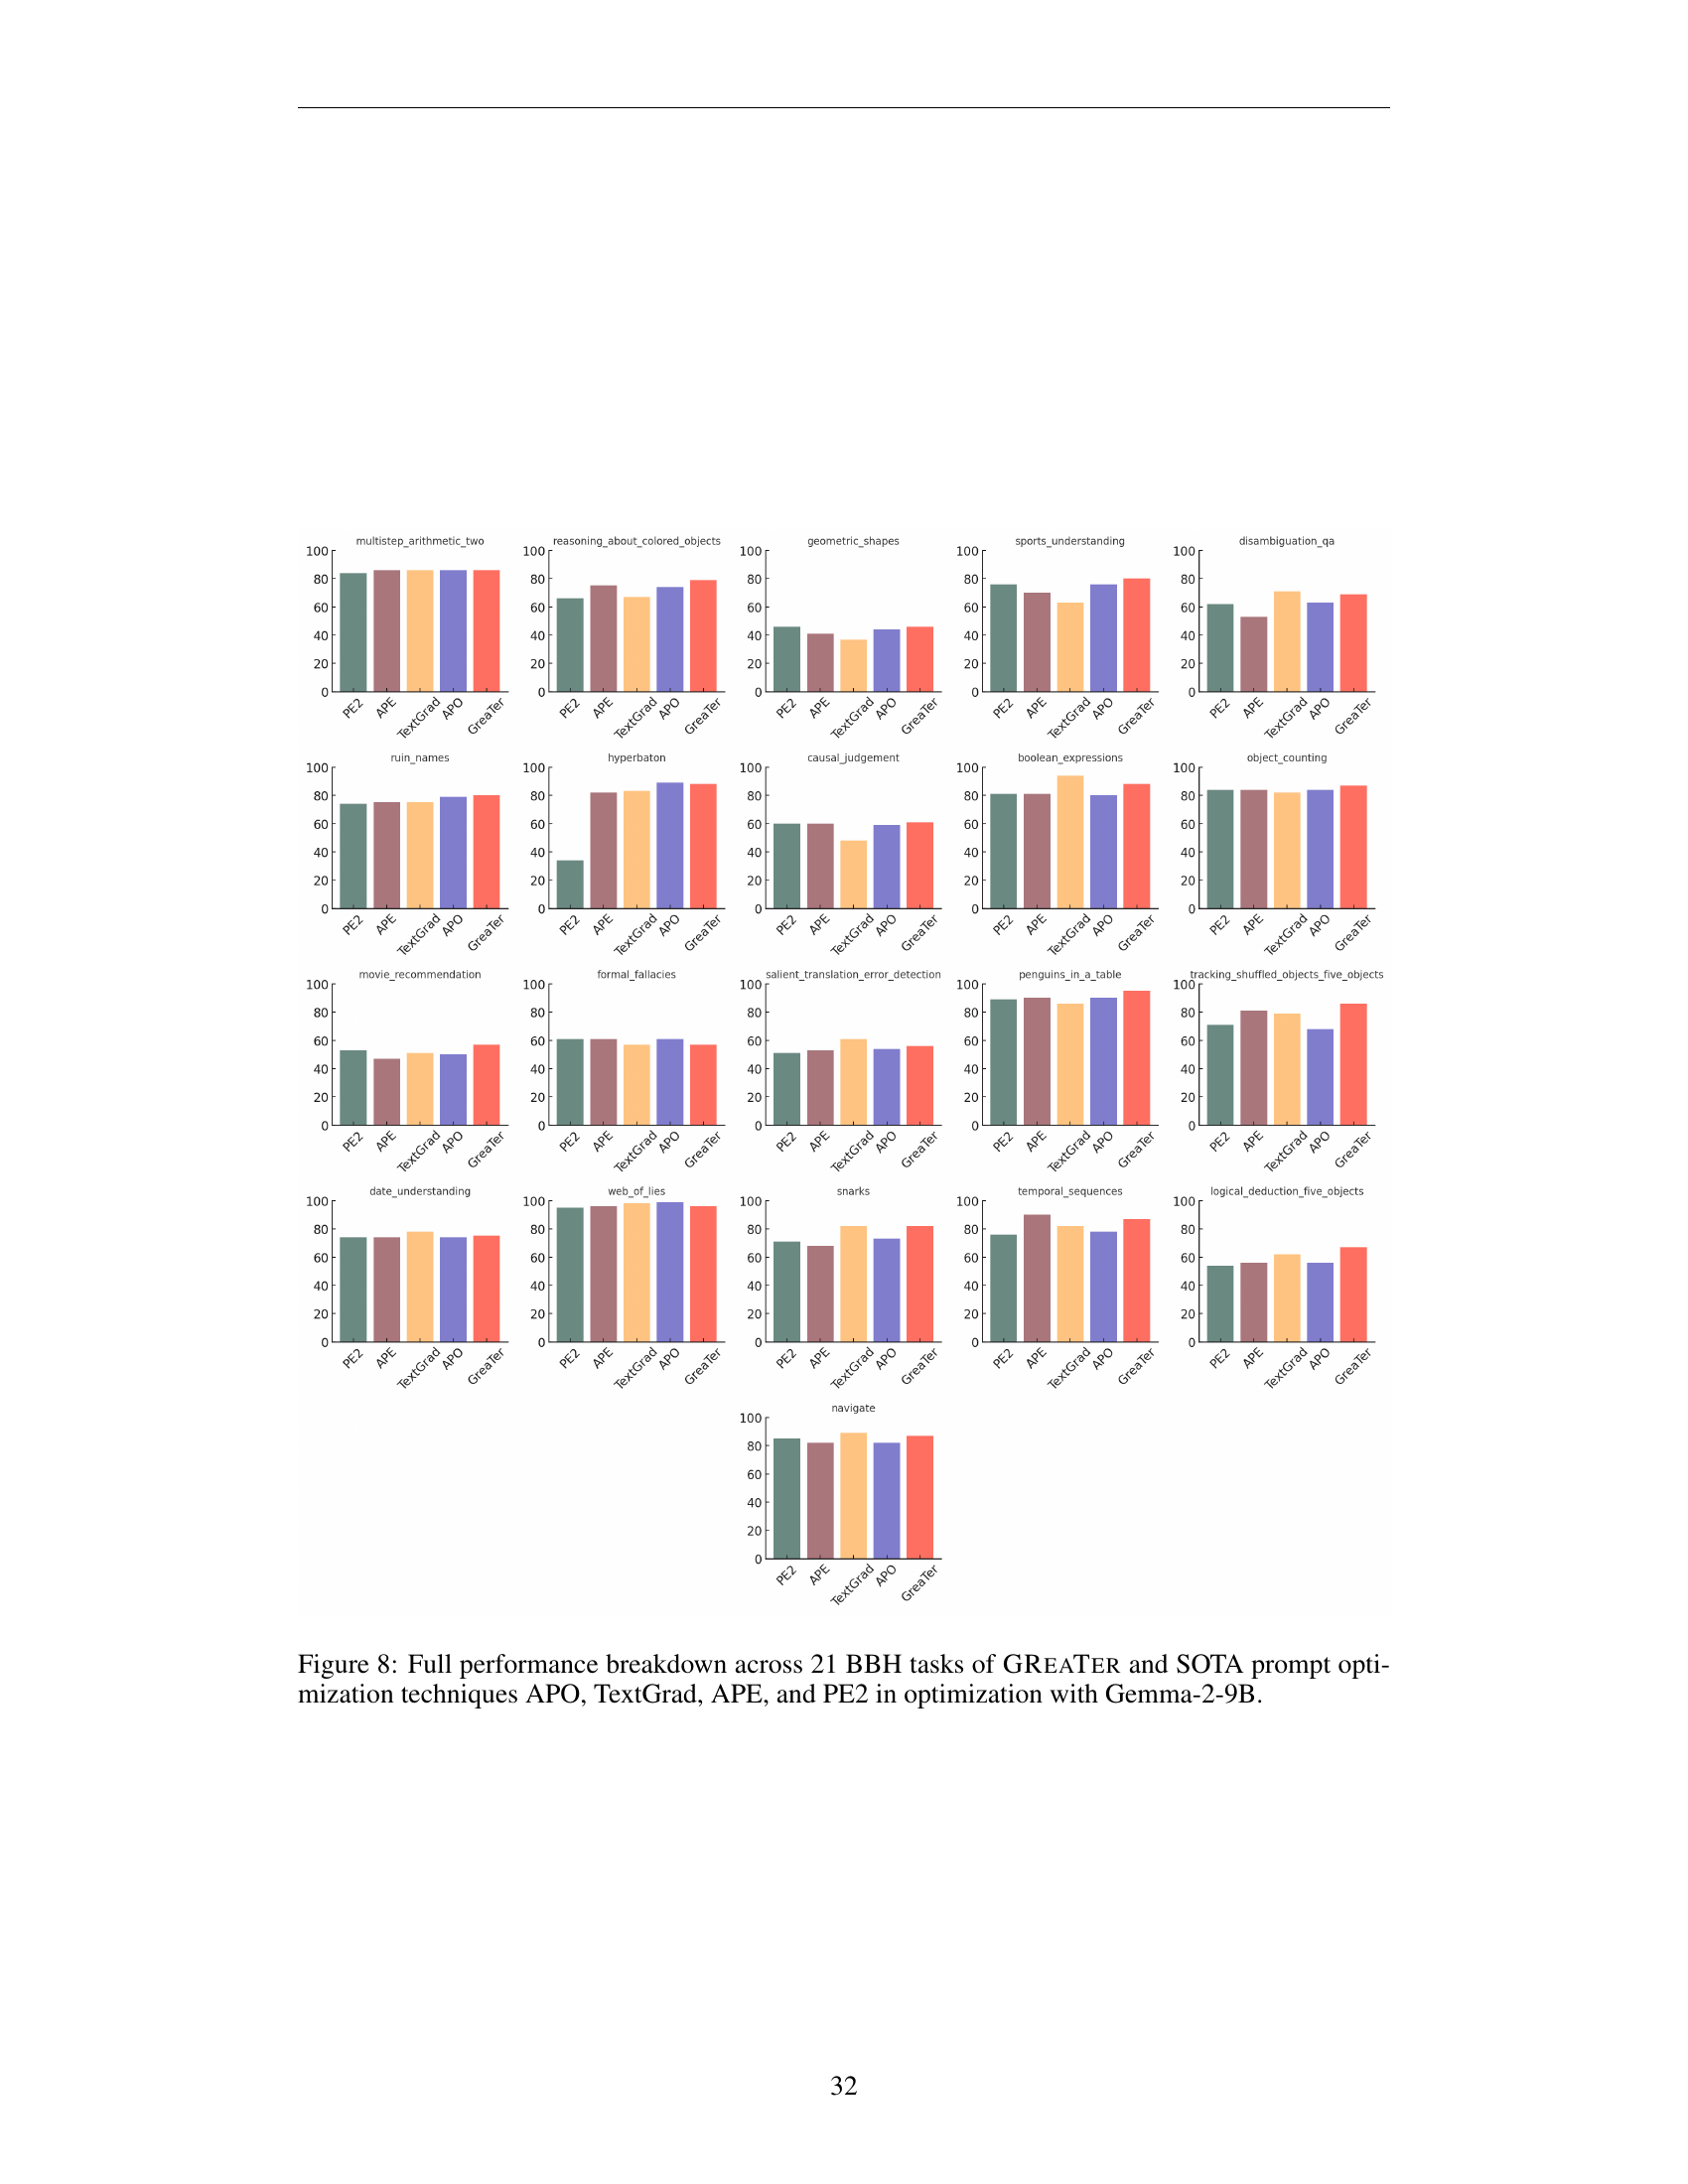 multistep_arithmetic_two
100
80
60
40
20
0
PE2
APE
TextGrad
APO
GreaTer
reasoning_about_colored_objects
100
80
60
40
20
0
PE2
APE
TextGrad
APO
GreaTer
geometric_shapes
100
80
60
40
20
0
PE2
APE
TextGrad
APO
GreaTer
sports_understanding
100
80
60
40
20
0
PE2
APE
TextGrad
APO
GreaTer
disambiguation_qa
100
80
60
40
20
0
PE2
APE
TextGrad
APO
GreaTer
ruin_names
100
80
60
40
20
0
PE2
APE
TextGrad
APO
GreaTer
hyperbaton
100
80
60
40
20
0
PE2
APE
TextGrad
APO
GreaTer
causal_judgement
100
80
60
40
20
0
PE2
APE
TextGrad
APO
GreaTer
boolean_expressions
100
80
60
40
20
0
PE2
APE
TextGrad
APO
GreaTer
object_counting
100
80
60
40
20
0
PE2
APE
TextGrad
APO
GreaTer
movie_recommendation
100
80
60
40
20
0
PE2
APE
TextGrad
APO
GreaTer
formal_fallacies
100
80
60
40
20
0
PE2
APE
TextGrad
APO
GreaTer
salient_translation_error_detection
100
80
60
40
20
0
PE2
APE
TextGrad
APO
GreaTer
penguins_in_a_table
100
80
60
40
20
0
PE2
APE
TextGrad
APO
GreaTer
tracking_shuffled_objects_five_objects
100
80
60
40
20
0
PE2
APE
TextGrad
APO
GreaTer
date_understanding
100
80
60
40
20
0
PE2
APE
TextGrad
APO
GreaTer
web_of_lies
100
80
60
40
20
0
PE2
APE
TextGrad
APO
GreaTer
snarks
100
80
60
40
20
0
PE2
APE
TextGrad
APO
GreaTer
temporal_sequences
100
80
60
40
20
0
PE2
APE
TextGrad
APO
GreaTer
logical_deduction_five_objects
100
80
60
40
20
0
PE2
APE
TextGrad
APO
GreaTer
navigate
100
80
60
40
20
0
PE2
APE
TextGrad
APO
GreaTer
Figure 8: Full performance breakdown across 21 BBH tasks of GREATER and SOTA prompt opti-
mization techniques APO, TextGrad, APE, and PE2 in optimization with Gemma-2-9B.
32